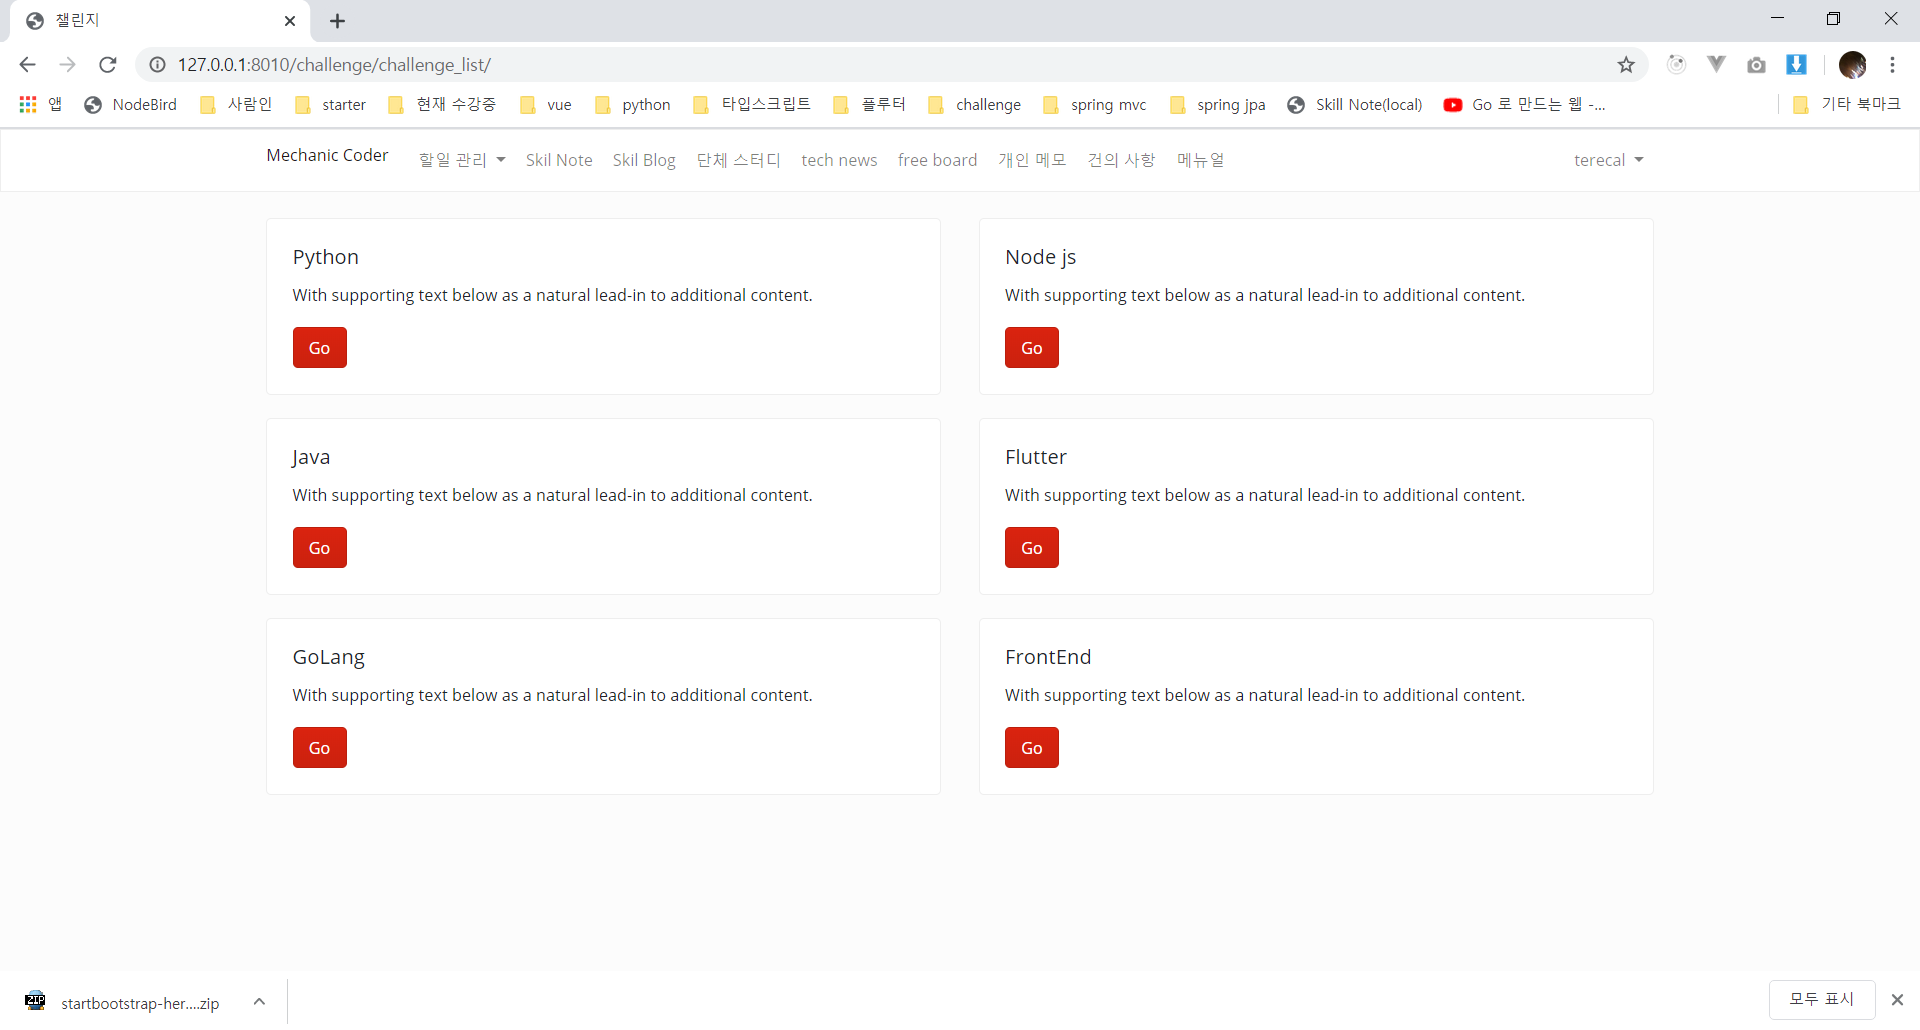 챌린지
127.0.0.1:8010/challenge/challenge_list/
앱 NodeBird 사람인 starter 현재 수강중 vue python 타입스크립트 플루터 challenge spring mvc spring jpa Skill Note(local) Go 로 만드는 웹 -... 기타 북마크
Mechanic Coder 할일 관리 Skil Note Skil Blog 단체 스터디 tech news free board 개인 메모 건의 사항 메뉴얼 terecal
Python
With supporting text below as a natural lead-in to additional content.
Go
Node js
With supporting text below as a natural lead-in to additional content.
Go
Java
With supporting text below as a natural lead-in to additional content.
Go
Flutter
With supporting text below as a natural lead-in to additional content.
Go
GoLang
With supporting text below as a natural lead-in to additional content.
Go
FrontEnd
With supporting text below as a natural lead-in to additional content.
Go
ZIP
startbootstrap-her....zip
모두 표시